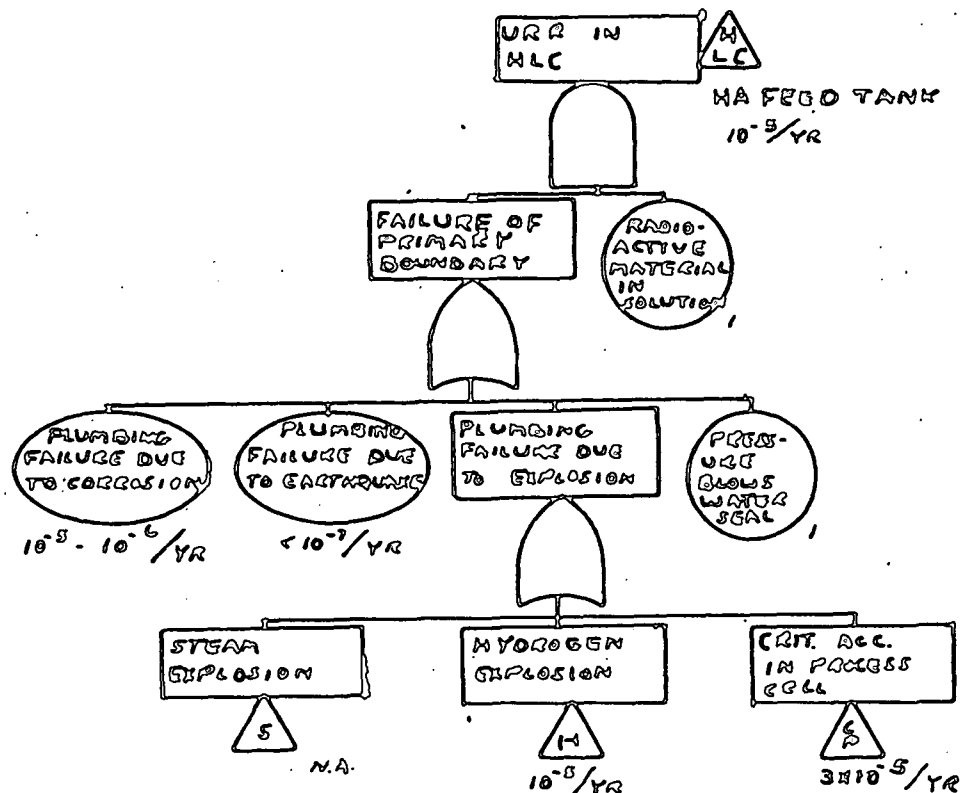 URR IN
HLC
H
LC
HA FEED TANK
10⁻⁵/YR
FAILURE OF
PRIMARY
BOUNDARY
RADIO-
ACTIVE
MATERIAL
IN
SOLUTION
1
PLUMBING
FAILURE DUE
TO CORROSION
10⁻⁵ - 10⁻⁶/YR
PLUMBING
FAILURE DUE
TO EARTHQUAKE
/YR
PLUMBING
FAILURE DUE
TO EXPLOSION
PRESS-
URE
BLOWS
WATER
SEAL
1
STEAM
EXPLOSION
S
N.A.
HYDROGEN
EXPLOSION
H
10⁻⁵/YR
CRIT. ACC.
IN PROCESS
CELL
CP
3x10⁻⁵/YR